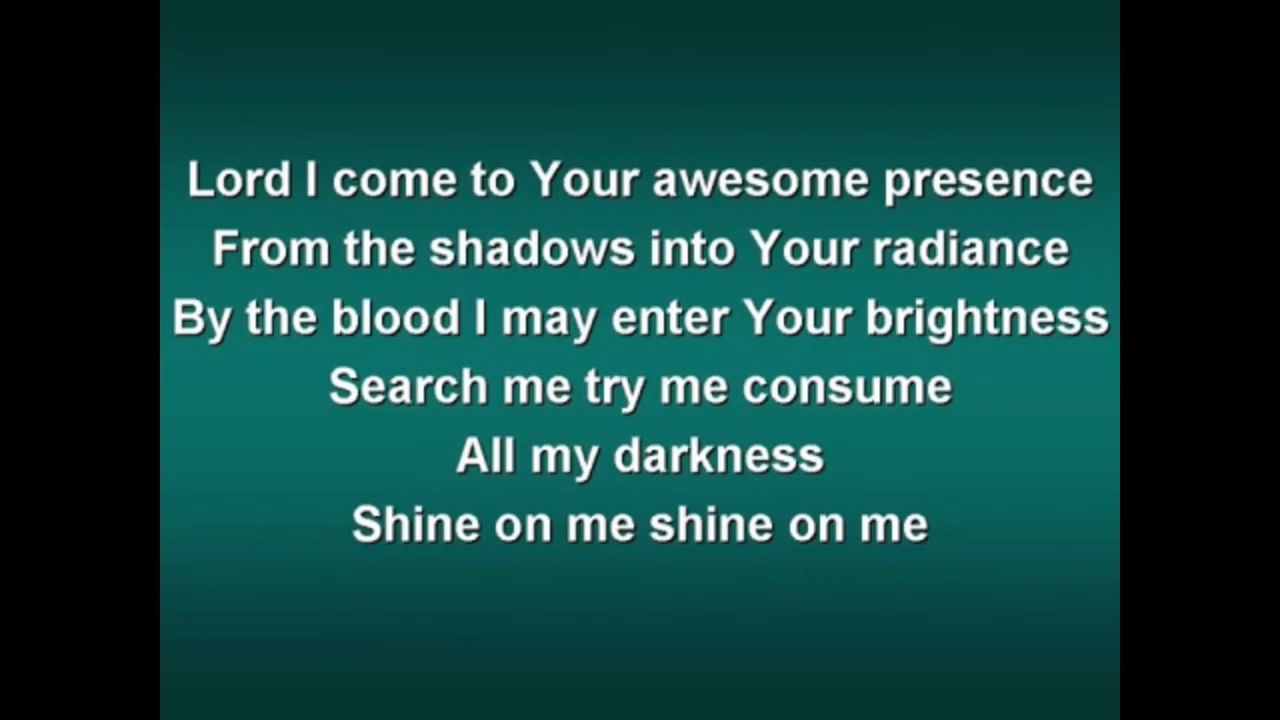 Lord I come to Your awesome presence
From the shadows into Your radiance
By the blood I may enter Your brightness
Search me try me consume
All my darkness
Shine on me shine on me